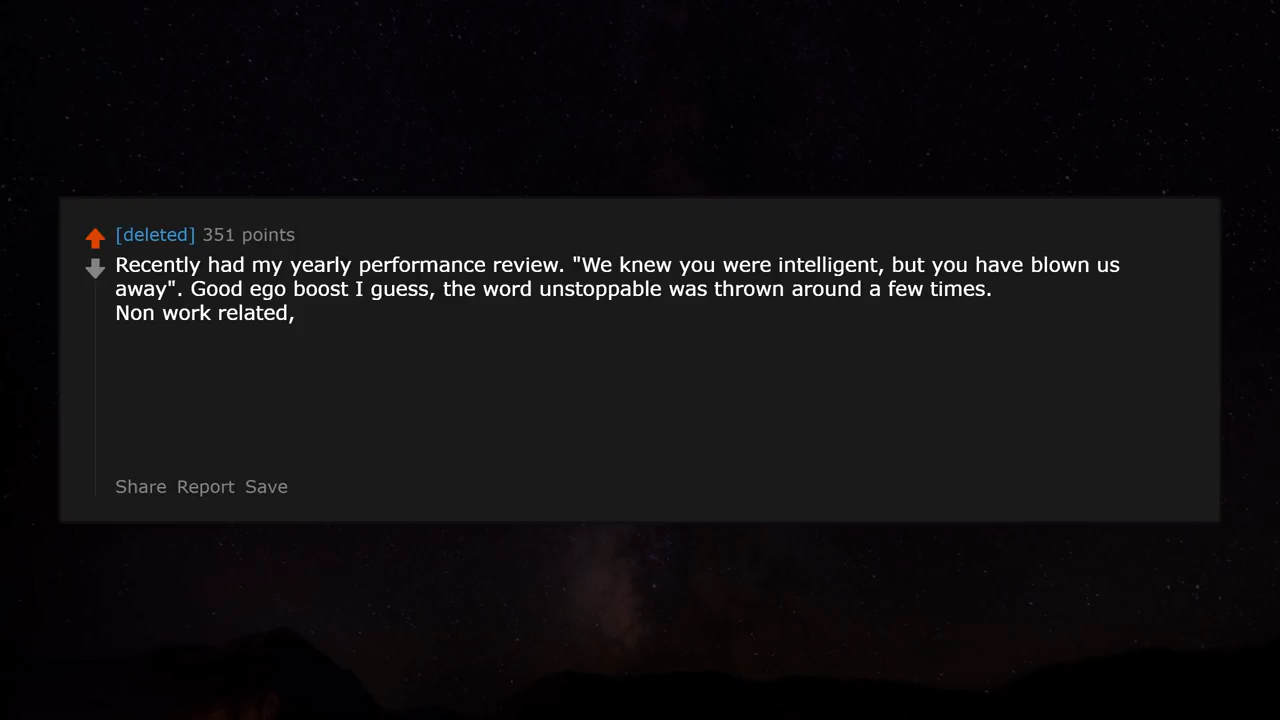 [deleted] 351 points
Recently had my yearly performance review. "We knew you were intelligent, but you have blown us
away". Good ego boost I guess, the word unstoppable was thrown around a few times.
Non work related,
Share Report Save